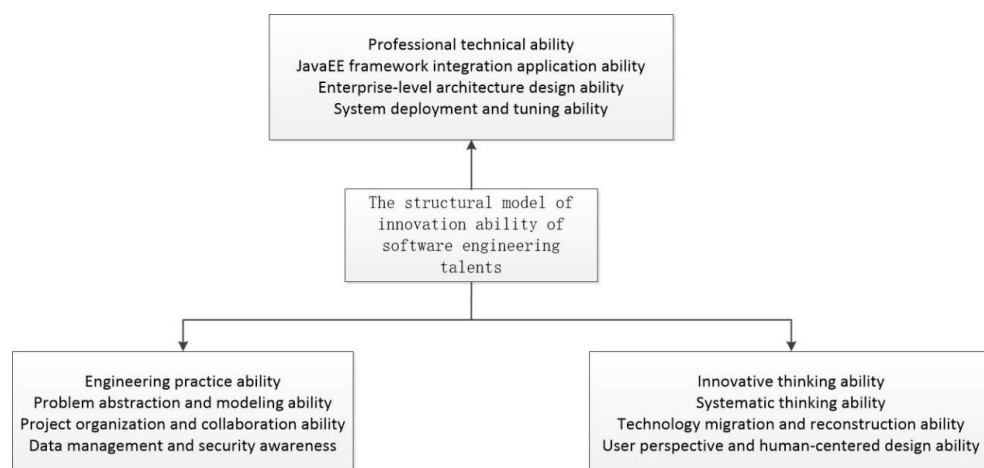 Professional technical ability
JavaEE framework integration application ability
Enterprise-level architecture design ability
System deployment and tuning ability
The structural model of
innovation ability of
software engineering
talents
Engineering practice ability
Problem abstraction and modeling ability
Project organization and collaboration ability
Data management and security awareness
Innovative thinking ability
Systematic thinking ability
Technology migration and reconstruction ability
User perspective and human-centered design ability